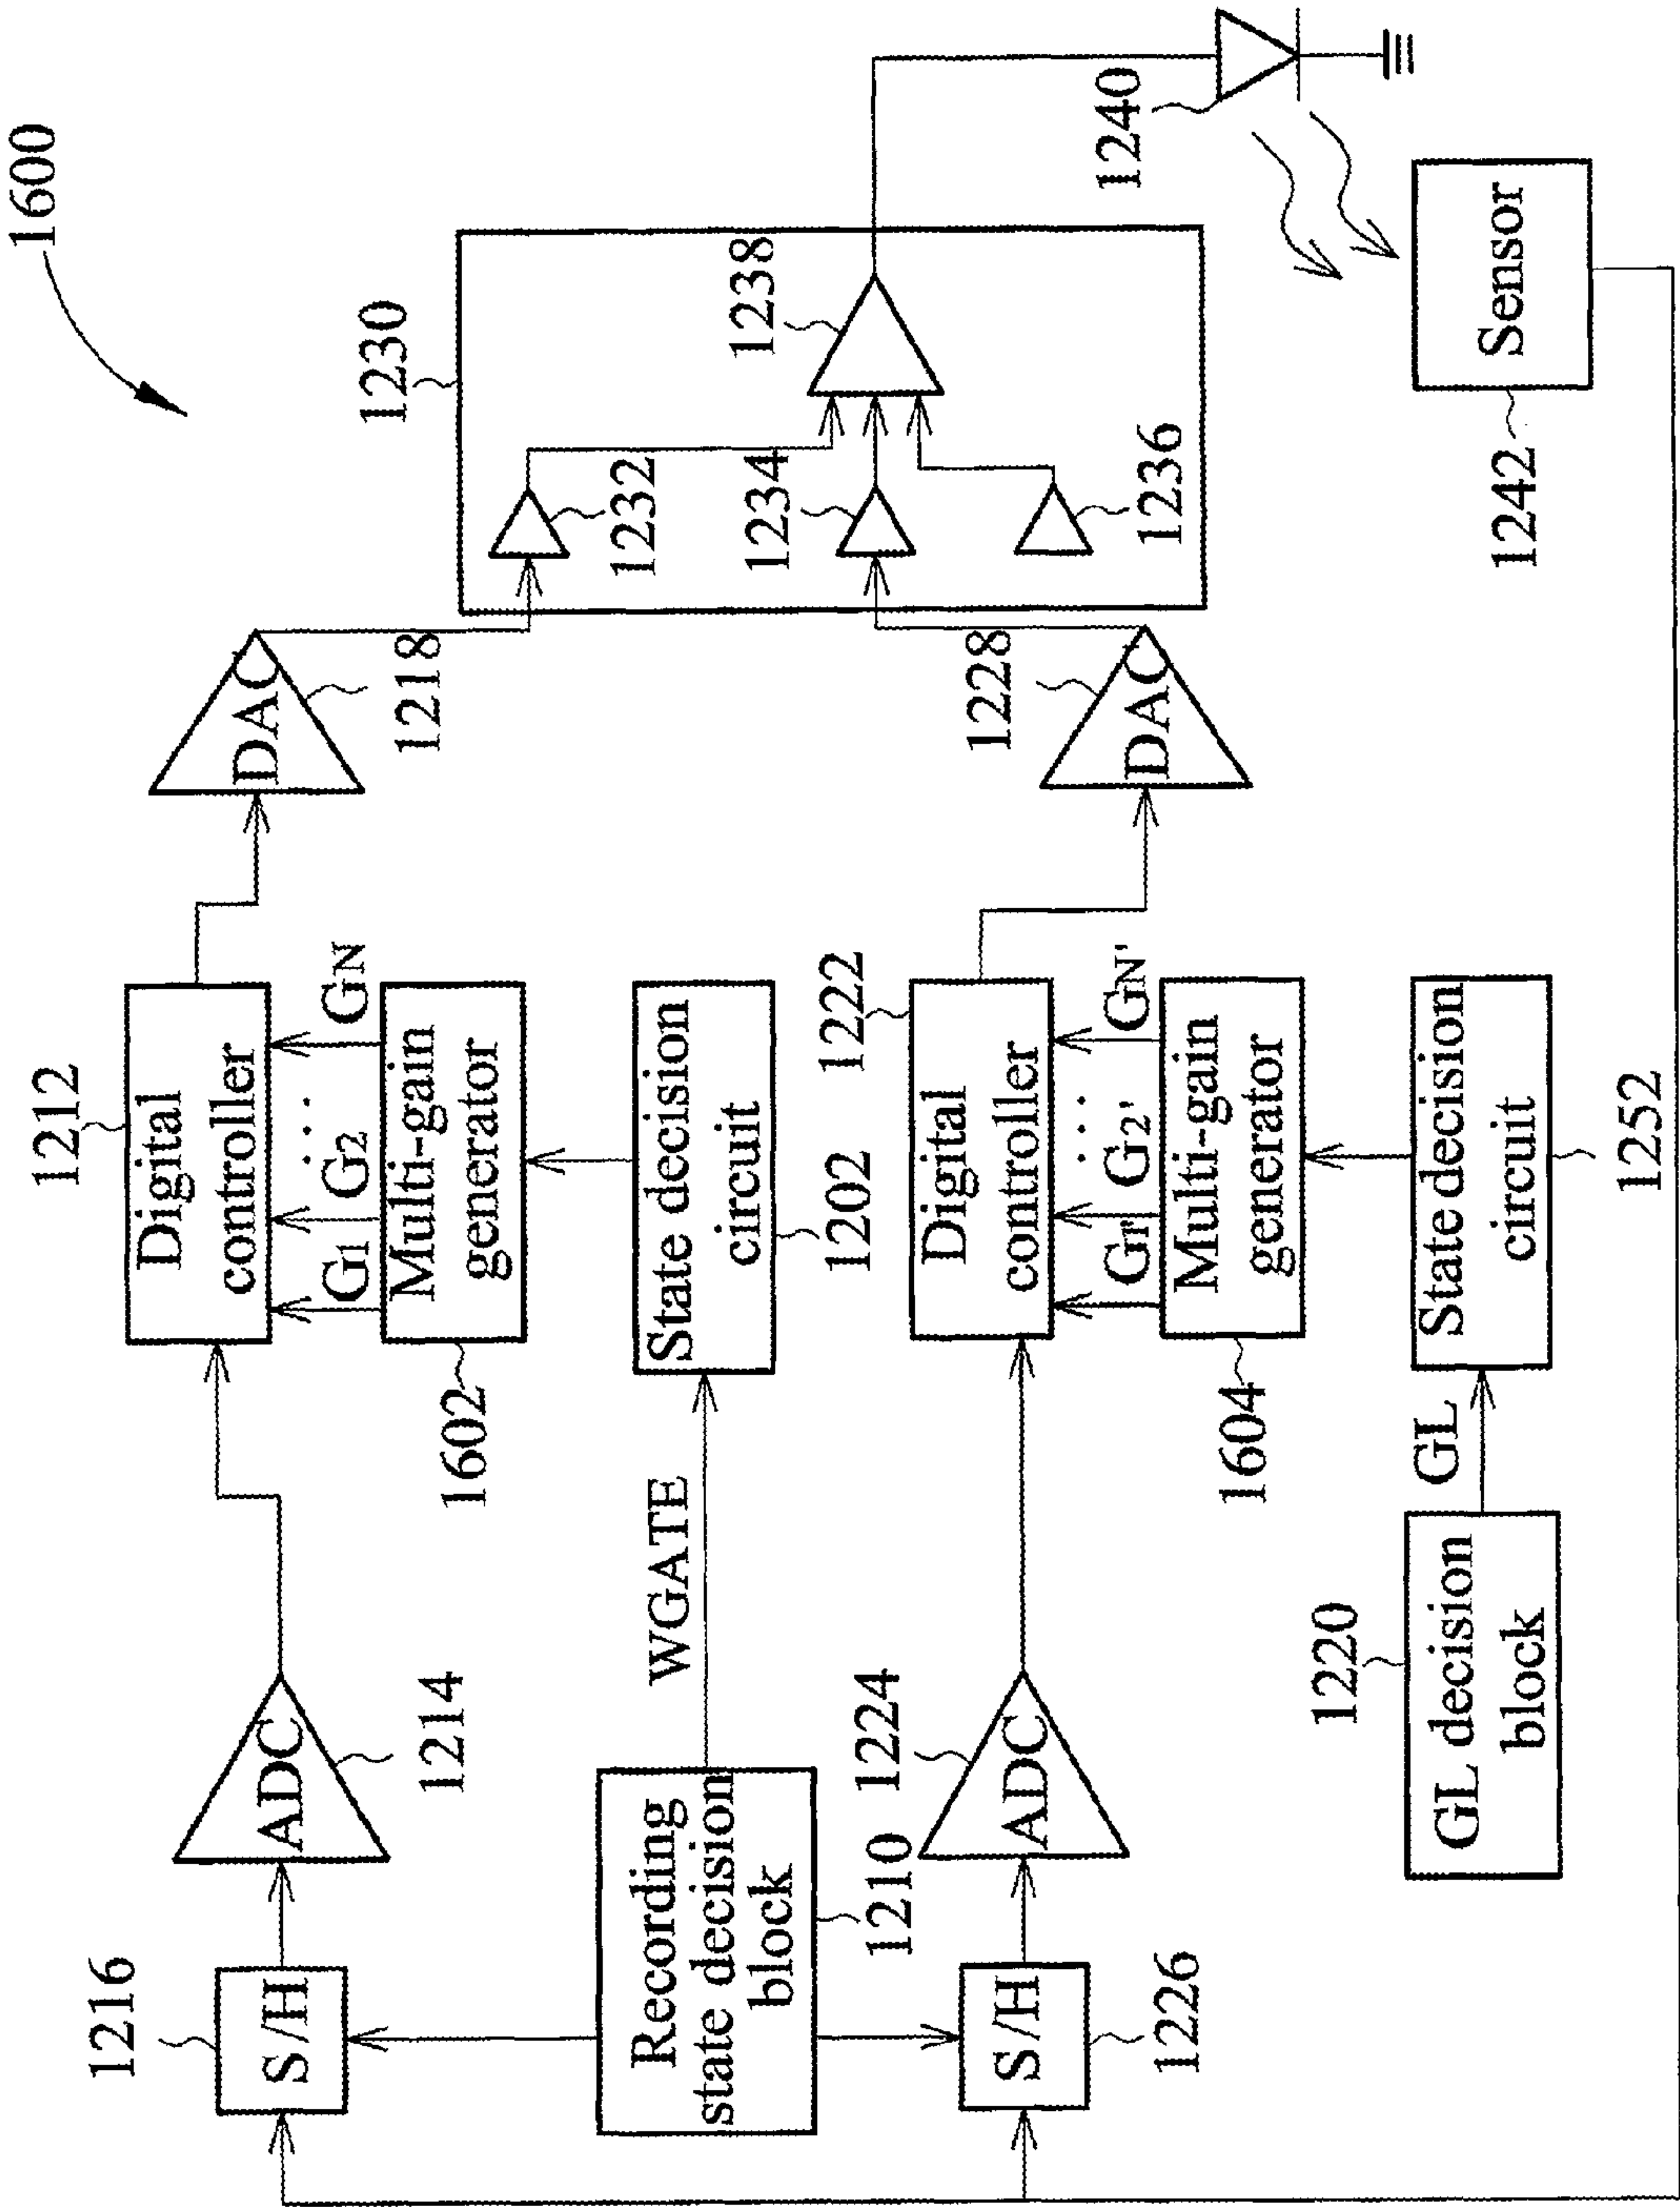 1600
1216
S/H
1214
ADC
1212
Digital
controller
G1
G2
...
GN
1602
Multi-gain
generator
1218
DAC
Recording
state decision
block
1210
WGATE
State decision
circuit
1202
1230
1232
1234
1236
1238
1240
1226
S/H
1224
ADC
1222
Digital
controller
G1'
G2'
...
GN'
1604
Multi-gain
generator
1228
DAC
1220
GL decision
block
GL
State decision
circuit
1252
1242
Sensor